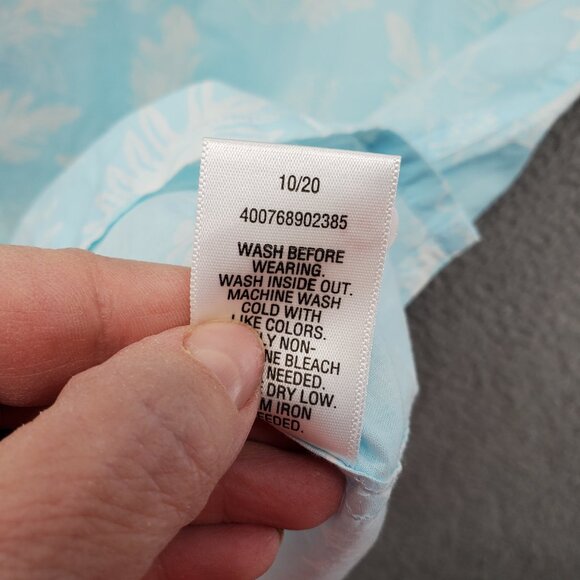 10/20
400768902385
WASH BEFORE
WEARING.
WASH INSIDE OUT.
MACHINE WASH
COLD WITH
LIKE COLORS.
NON-
BLEACH
NEEDED.
DRY LOW.
IRON